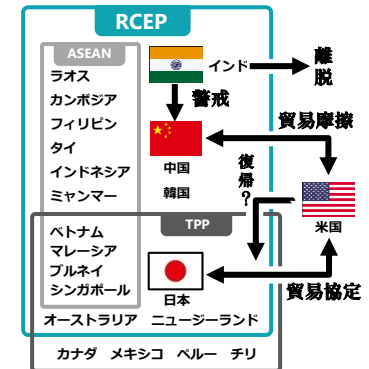 RCEP
ASEAN
ラオス
カンボジア
フィリピン
タイ
インドネシア
ミャンマー
ベトナム
マレーシア
ブルネイ
シンガポール
インド
離脱
警戒
中国
韓国
貿易摩擦
復帰？
米国
TPP
日本
貿易協定
オーストラリア ニュージーランド
カナダ メキシコ ペルー チリ